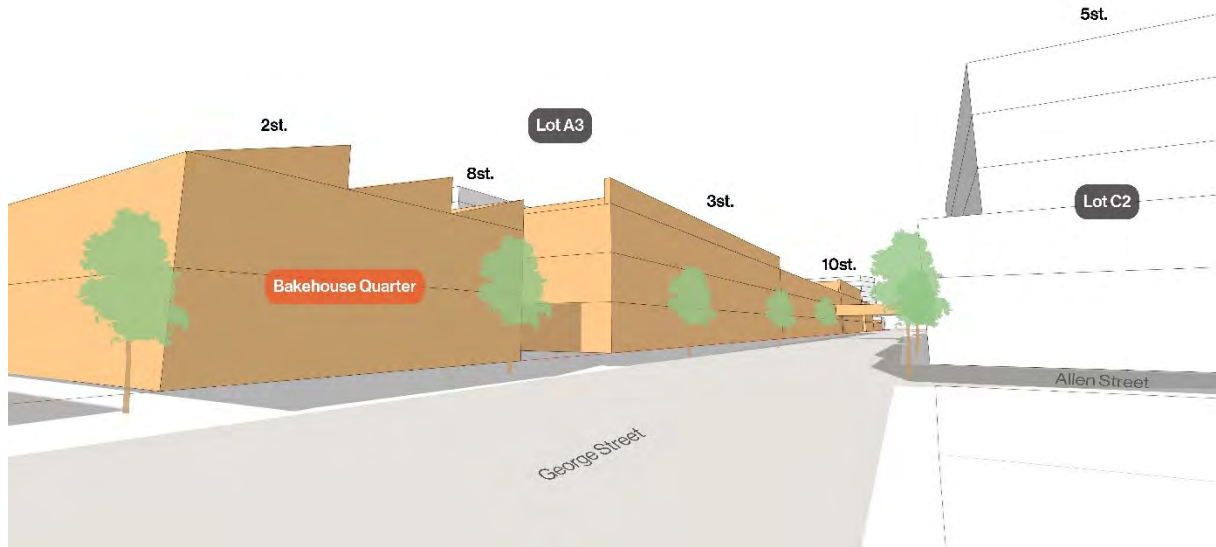 5st.
2st.
Lot A3
8st.
3st.
Lot C2
10st.
Bakehouse Quarter
Allen Street
George Street